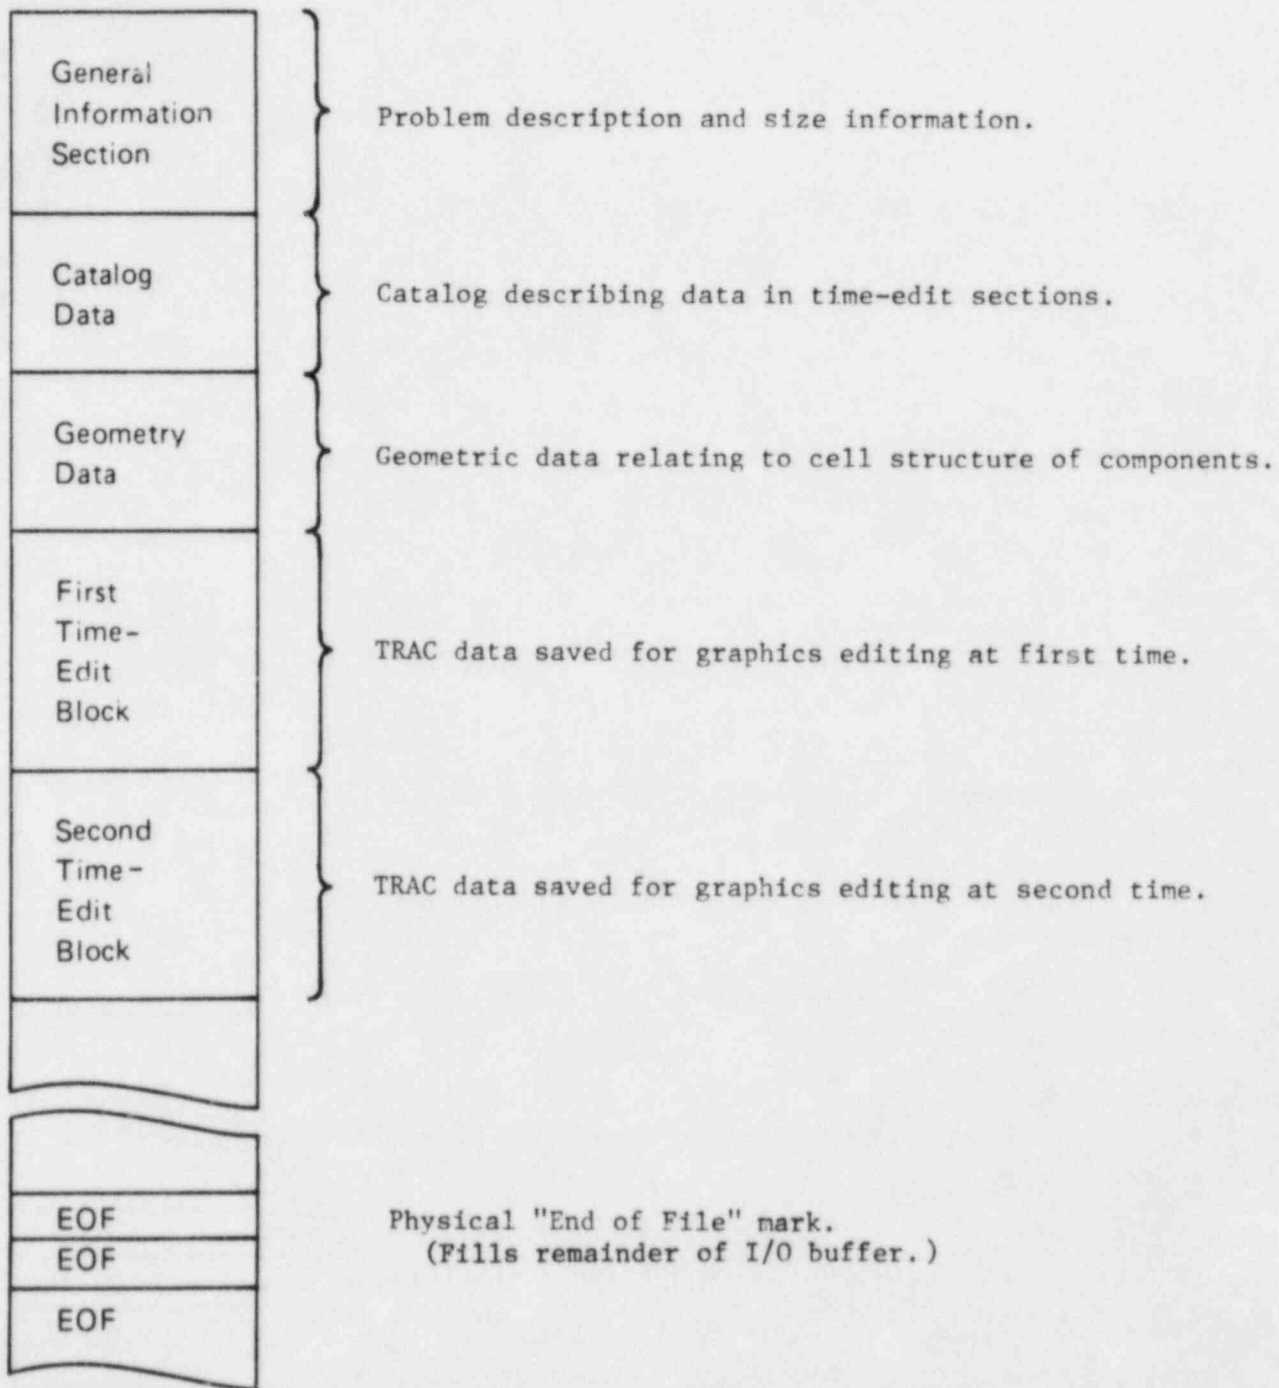 General
Information
Section
Problem description and size information.
Catalog
Data
Catalog describing data in time-edit sections.
Geometry
Data
Geometric data relating to cell structure of components.
First
Time-
Edit
Block
TRAC data saved for graphics editing at first time.
Second
Time-
Edit
Block
TRAC data saved for graphics editing at second time.
EOF
Physical "End of File" mark.
EOF
(Fills remainder of I/O buffer.)
EOF